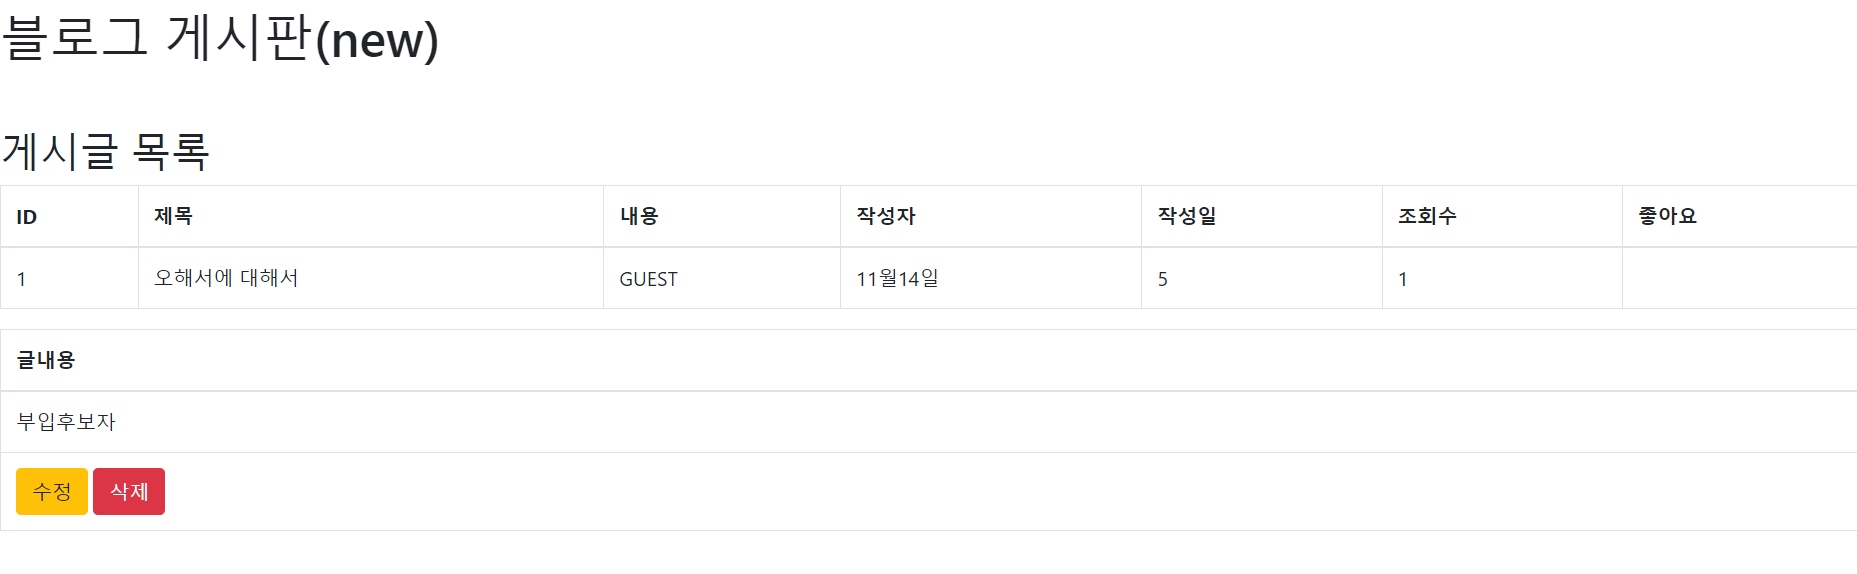 블로그 게시판(new)
게시글 목록
ID 제목 내용 작성자 작성일 조회수 좋아요
1 오해서에 대해서 GUEST 11월14일 5 1
글내용
부입후보자
수정 삭제